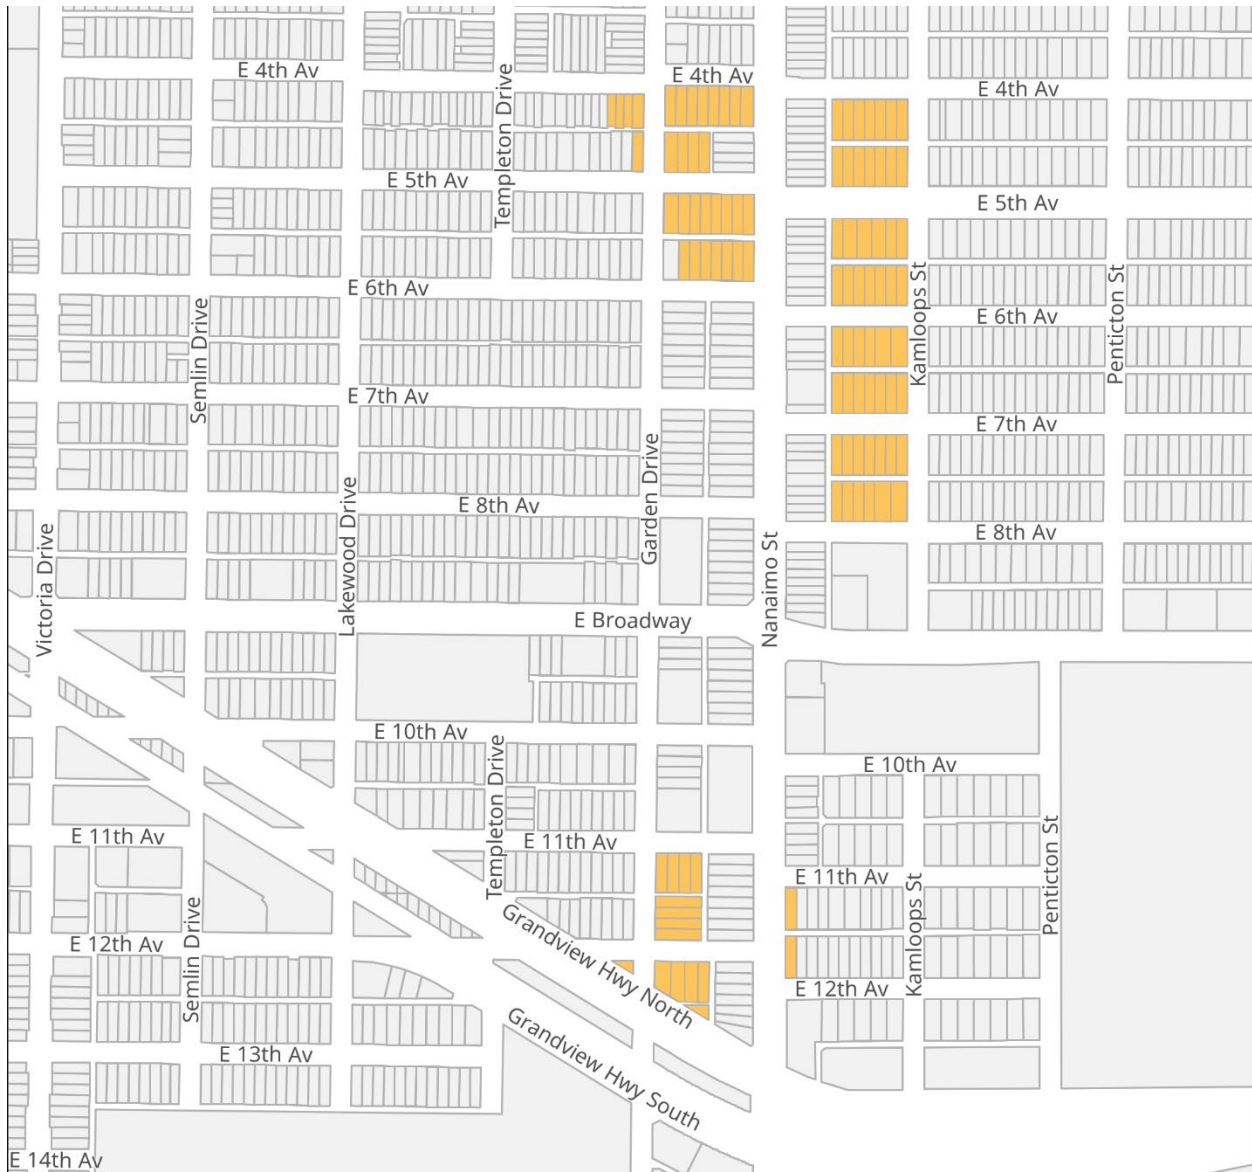 E 4th Av
E 4th Av
E 4th Av
Templeton Drive
E 5th Av
E 5th Av
E 6th Av
Kamloops St
Penticton St
E 6th Av
Semlin Drive
E 7th Av
E 7th Av
E 8th Av
Garden Drive
Lakewood Drive
E 8th Av
Victoria Drive
Nanaimo St
E Broadway
E 10th Av
Templeton Drive
E 10th Av
E 11th Av
E 11th Av
Penticton St
E 11th Av
Kamloops St
E 12th Av
Semlin Drive
Grandview Hwy North
E 12th Av
E 13th Av
Grandview Hwy South
E 14th Av